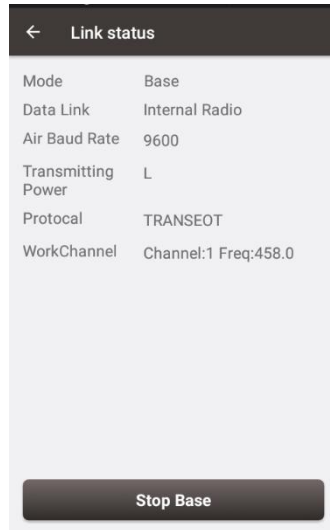 Link status
Mode Base
Data Link Internal Radio
Air Baud Rate 9600
Transmitting
Power L
Protocal TRANSEOT
WorkChannel Channel:1 Freq:458.0
Stop Base